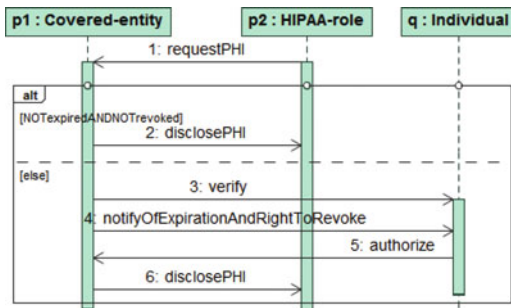 p1 : Covered-entity
p2 : HIPAA-role
q : Individual
1: requestPHI
alt
[NOTexpiredANDNOTrevoked]
2: disclosePHI
[else]
3: verify
4: notifyOfExpirationAndRightToRevoke
5: authorize
6: disclosePHI